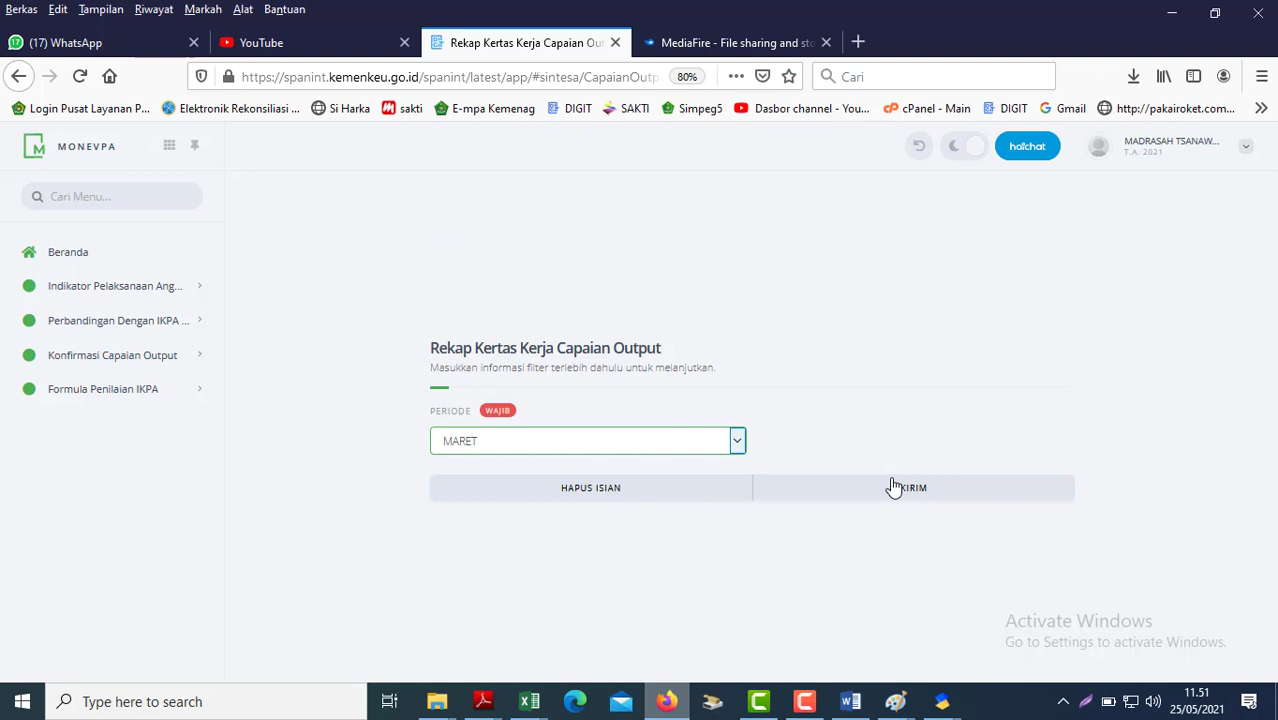 Berkas Edit Tampilan Riwayat Markah Alat Bantuan
(17) WhatsApp
YouTube
Rekap Kertas Kerja Capaian Out
MediaFire - File sharing and sto
https://spanint.kemenkeu.go.id/spanint/latest/app/#sintesa/CapaianOutp
80%
Cari
Login Pusat Layanan P...
Elektronik Rekonsiliasi ...
Si Harka
sakti
E-mpa Kemenag
DIGIT
SAKTI
Simpeg5
Dasbor channel - You...
cPanel - Main
DIGIT
Gmail
http://pakairoket.com...
MONEVPA
haichat
MADRASAH TSANAW...
T.A. 2021
Cari Menu...
Beranda
Indikator Pelaksanaan Ang...
Perbandingan Dengan IKPA ...
Konfirmasi Capaian Output
Formula Penilaian IKPA
Rekap Kertas Kerja Capaian Output
Masukkan informasi filter terlebih dahulu untuk melanjutkan.
PERIODE WAJIB
MARET
HAPUS ISIAN
Activate Windows
Go to Settings to activate Windows.
Type here to search
11.51
25/05/2021